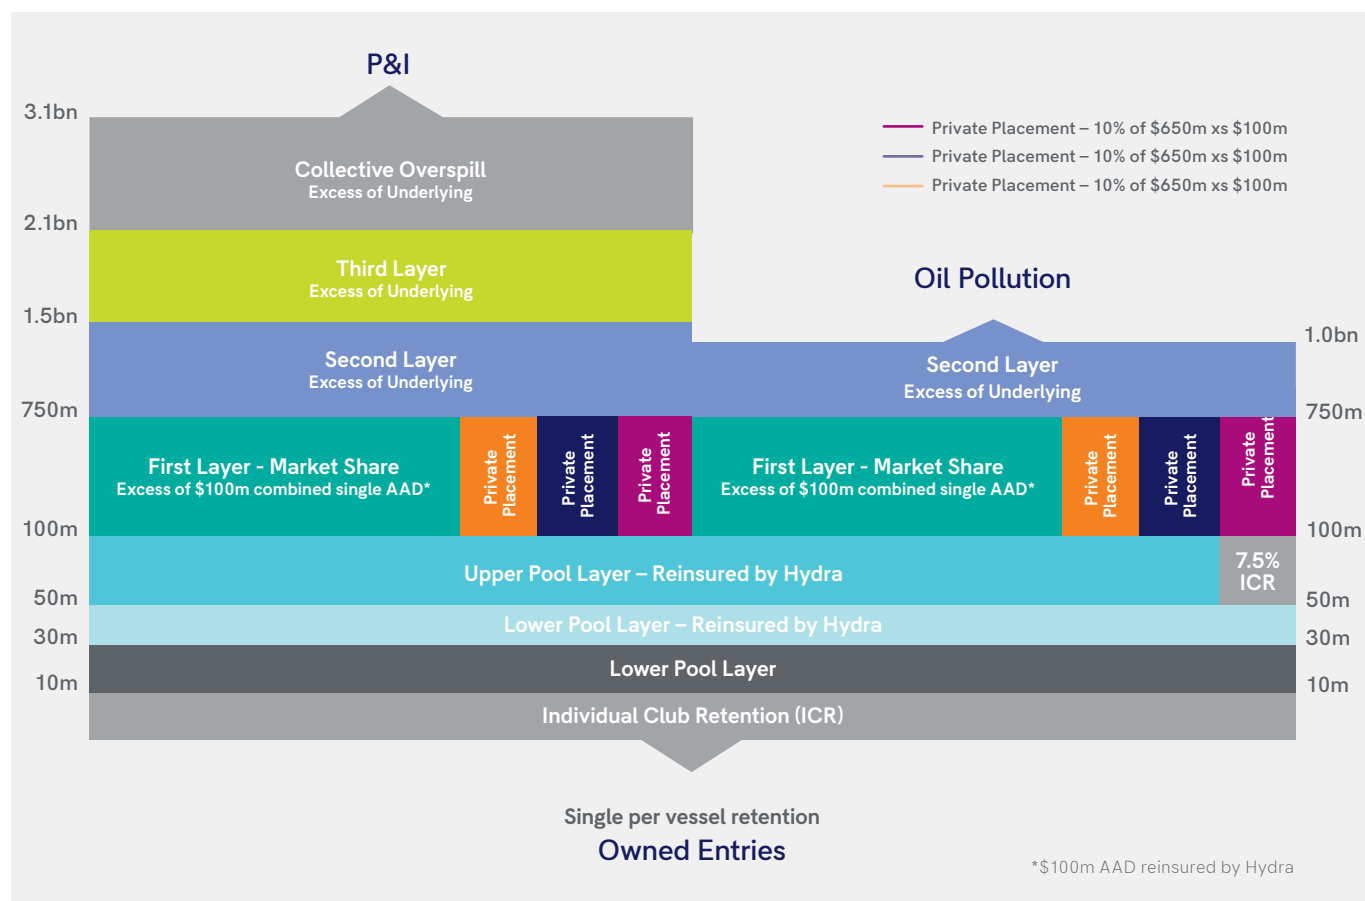 P&I
3.1bn
Private Placement – 10% of $650m xs $100m
Private Placement – 10% of $650m xs $100m
Private Placement – 10% of $650m xs $100m
Collective Overspill
Excess of Underlying
2.1bn
Third Layer
Excess of Underlying
Oil Pollution
1.5bn
1.0bn
Second Layer
Excess of Underlying
Second Layer
Excess of Underlying
750m
750m
First Layer - Market Share
Excess of $100m combined single AAD*
Private
Placement
Private
Placement
Private
Placement
First Layer - Market Share
Excess of $100m combined single AAD*
Private
Placement
Private
Placement
Private
Placement
100m
100m
Upper Pool Layer – Reinsured by Hydra
7.5%
ICR
50m
50m
Lower Pool Layer – Reinsured by Hydra
30m
30m
Lower Pool Layer
10m
10m
Individual Club Retention (ICR)
Single per vessel retention
Owned Entries
*$100m AAD reinsured by Hydra